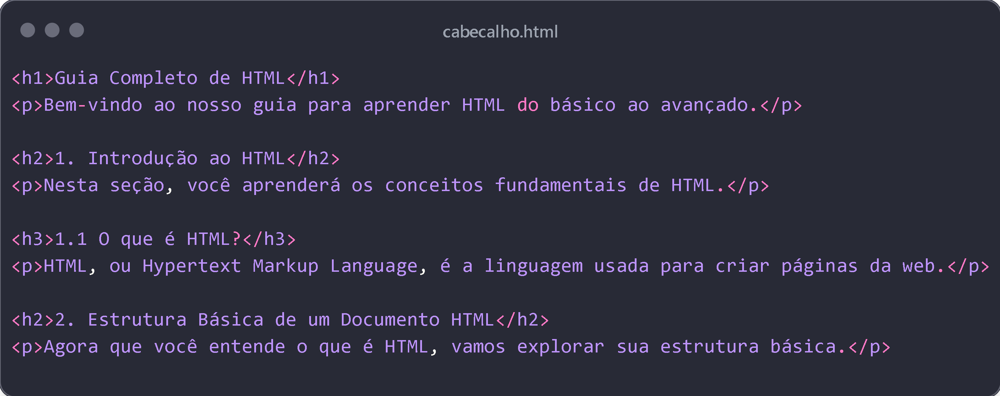 cabecalho.html
<h1>Guia Completo de HTML</h1>
<p>Bem-vindo ao nosso guia para aprender HTML do básico ao avançado.</p>
<h2>1. Introdução ao HTML</h2>
<p>Nesta seção, você aprenderá os conceitos fundamentais de HTML.</p>
<h3>1.1 O que é HTML?</h3>
<p>HTML, ou Hypertext Markup Language, é a linguagem usada para criar páginas da web.</p>
<h2>2. Estrutura Básica de um Documento HTML</h2>
<p>Agora que você entende o que é HTML, vamos explorar sua estrutura básica.</p>